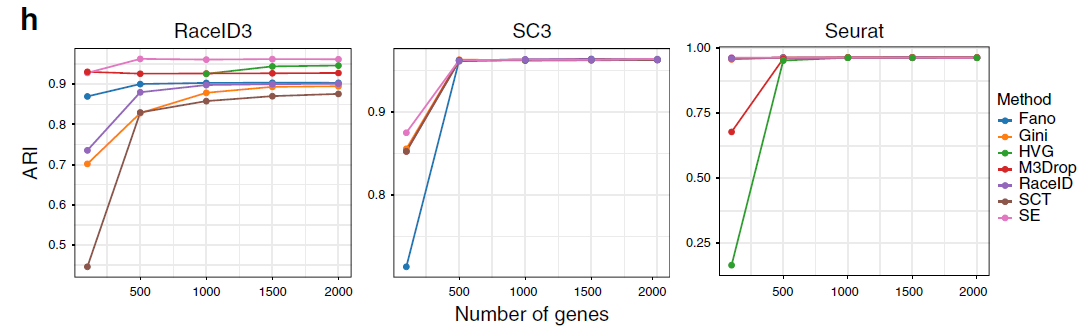 h
RaceID3
SC3
Seurat
ARI
0.9
0.8
0.7
0.6
0.5
500
1000
1500
2000
0.9
0.8
500
1000
1500
2000
1.00
0.75
0.50
0.25
500
1000
1500
2000
Number of genes
Method
Fano
Gini
HVG
M3Drop
RaceID
SCT
SE